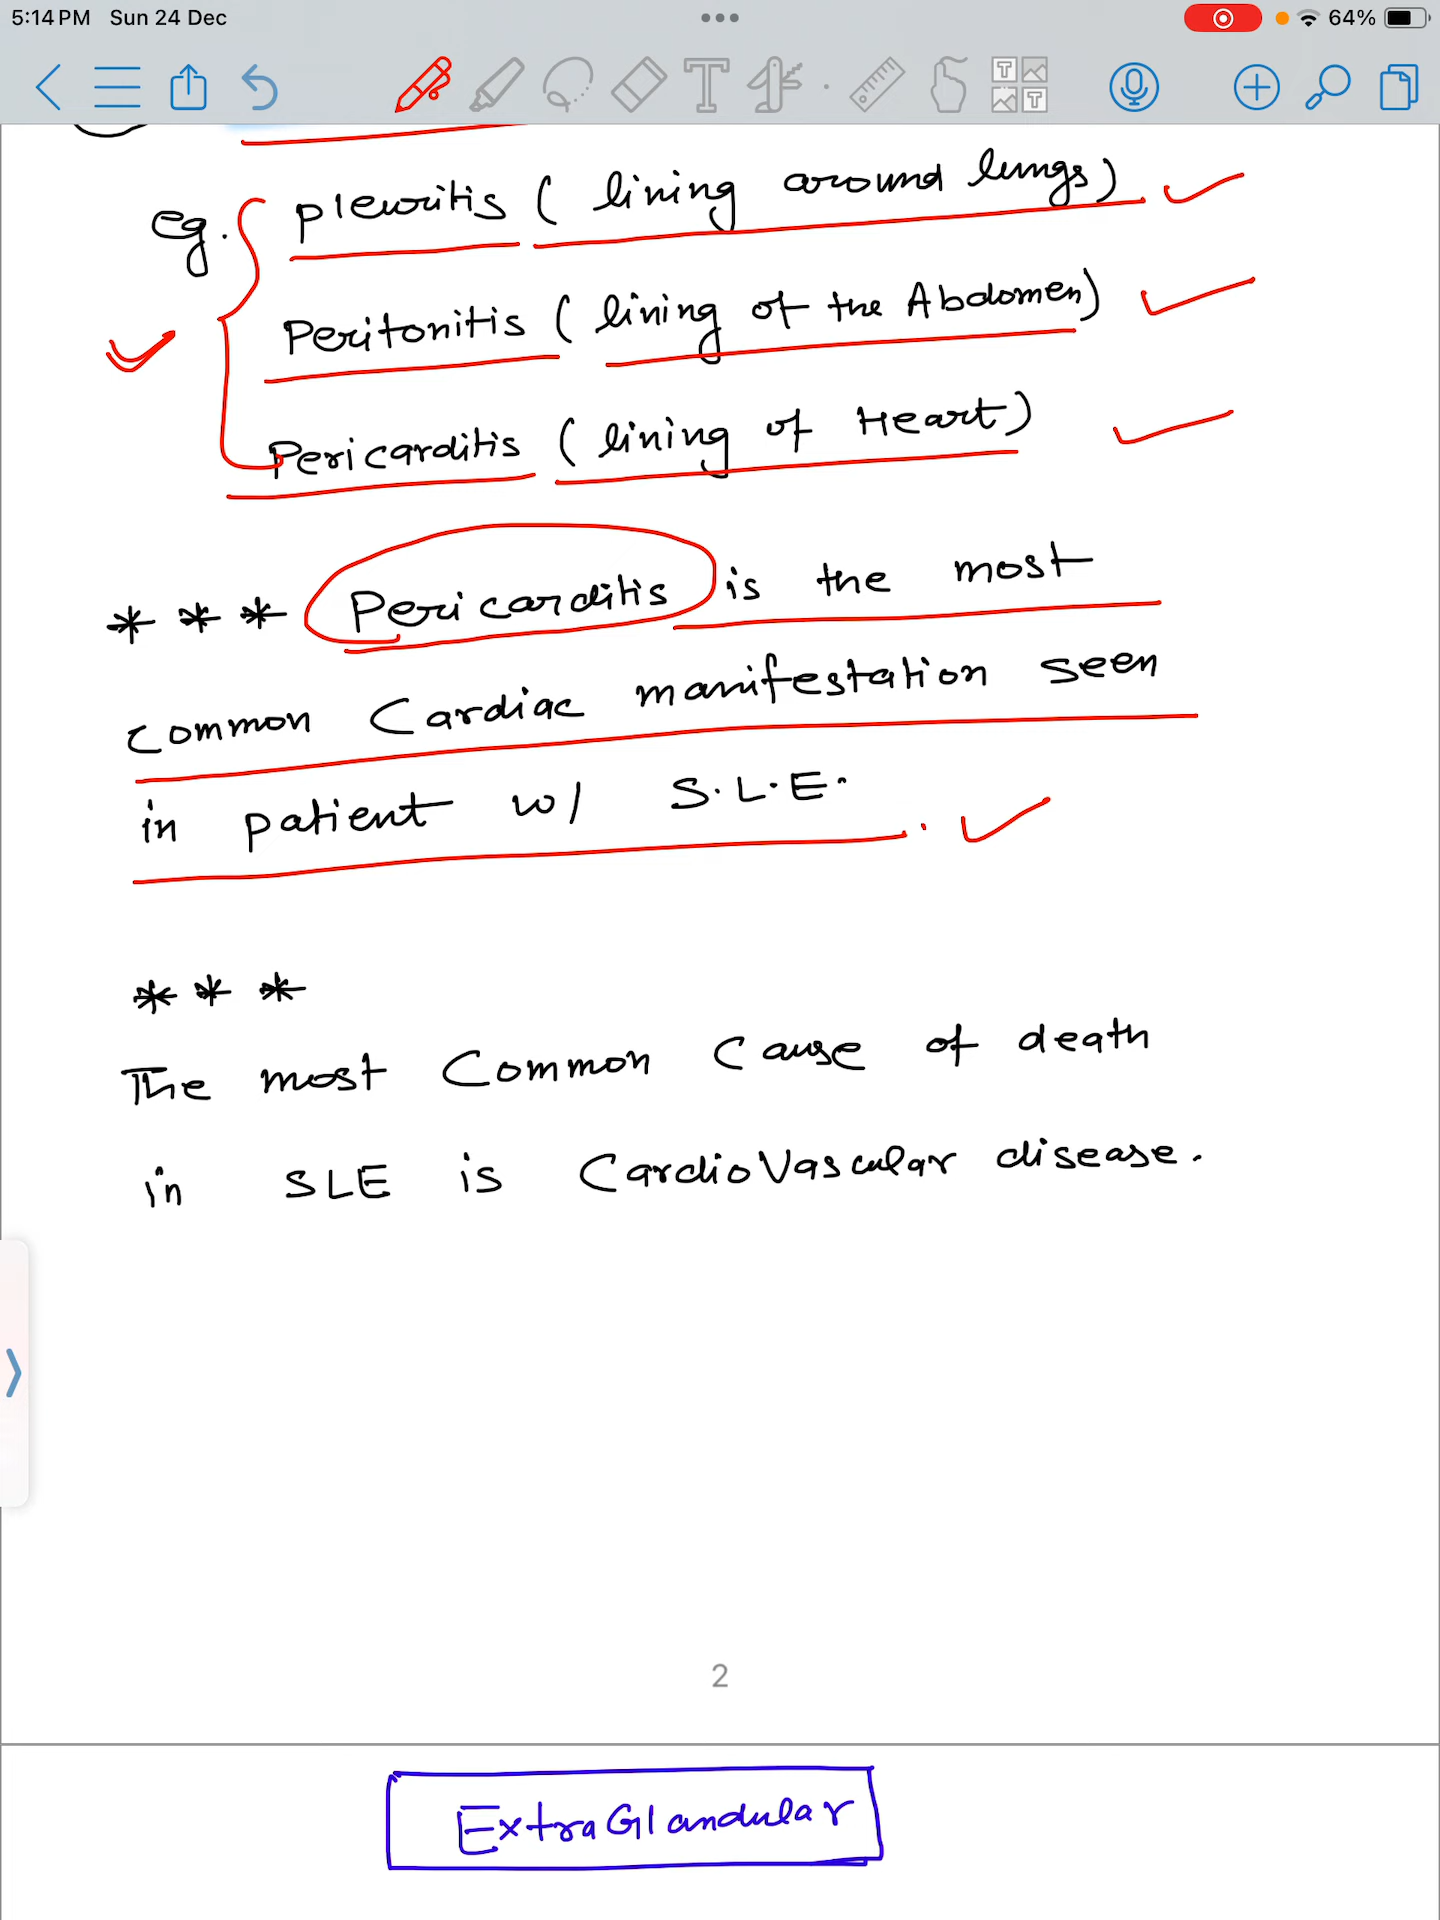 5:14 PM Sun 24 Dec
64%
eg. Pleuritis ( lining around lungs )
Peritonitis ( lining of the Abdomen )
Pericarditis ( lining of Heart )
* * * Pericarditis is the most
common Cardiac manifestation seen
in patient w/ S.L.E.
* * *
The most Common Cause of death
in SLE is CardioVascular disease.
2
ExtraGlandular